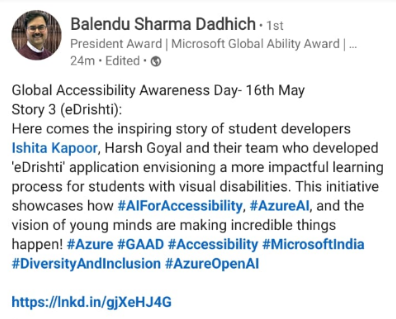 Balendu Sharma Dadhich • 1st
President Award | Microsoft Global Ability Award | ...
24m • Edited •
Global Accessibility Awareness Day- 16th May
Story 3 (eDrishti):
Here comes the inspiring story of student developers
Ishita Kapoor, Harsh Goyal and their team who developed
'eDrishti' application envisioning a more impactful learning
process for students with visual disabilities. This initiative
showcases how #AIForAccessibility, #AzureAI, and the
vision of young minds are making incredible things
happen! #Azure #GAAD #Accessibility #MicrosoftIndia
#DiversityAndInclusion #AzureOpenAI
https://lnkd.in/gjXeHJ4G